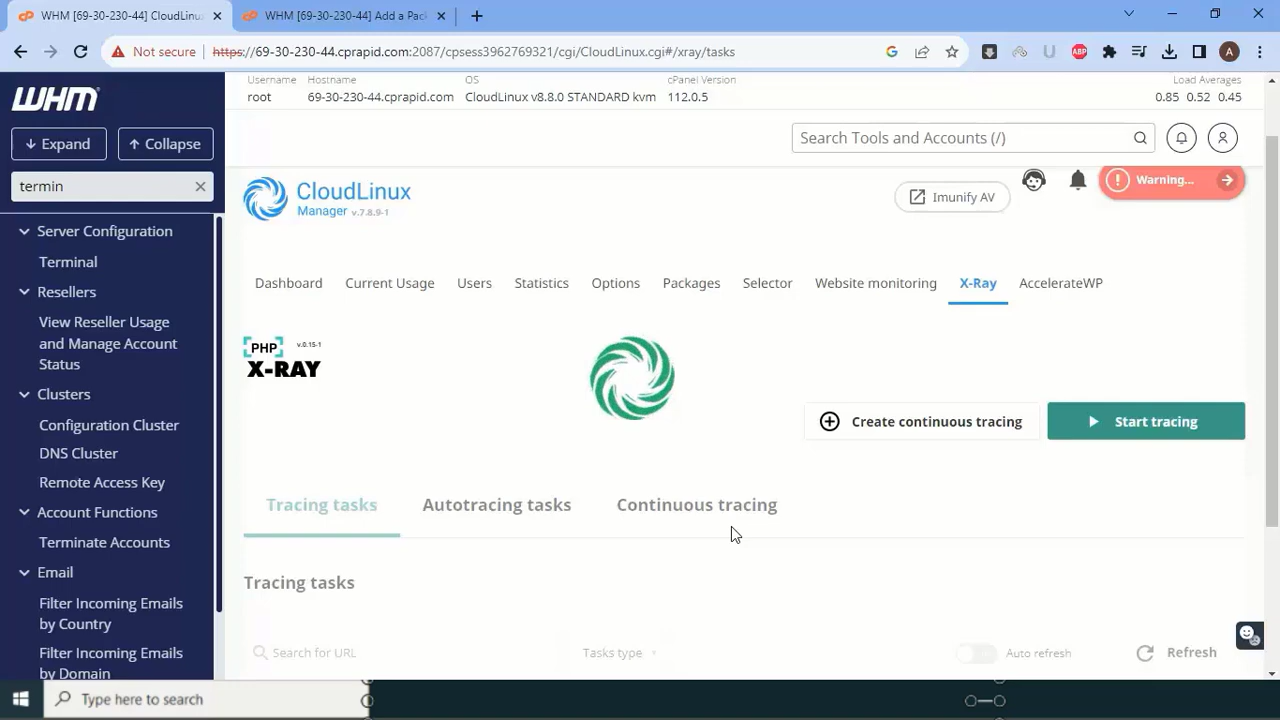 WHM [69-30-230-44] CloudLinux
WHM [69-30-230-44] Add a Pack
Not secure
https://69-30-230-44.cprapid.com:2087/cpsess3962769321/cgi/CloudLinux.cgi#/xray/tasks
ABP
A
WHM
Username
Hostname
OS
cPanel Version
Load Averages
root
69-30-230-44.cprapid.com
CloudLinux v8.8.0 STANDARD kvm
112.0.5
0.85 0.52 0.45
Expand
Collapse
Search Tools and Accounts (/)
termin
CloudLinux
Manager v.7.8.9-1
Imunify AV
Warning...
Server Configuration
Terminal
Resellers
View Reseller Usage
and Manage Account
Status
Clusters
Configuration Cluster
DNS Cluster
Remote Access Key
Account Functions
Terminate Accounts
Email
Filter Incoming Emails
by Country
Filter Incoming Emails
by Domain
Dashboard
Current Usage
Users
Statistics
Options
Packages
Selector
Website monitoring
X-Ray
AccelerateWP
PHP
v.0.15-1
X-RAY
Create continuous tracing
Start tracing
Tracing tasks
Autotracing tasks
Continuous tracing
Tracing tasks
Search for URL
Tasks type
Auto refresh
Refresh
Type here to search